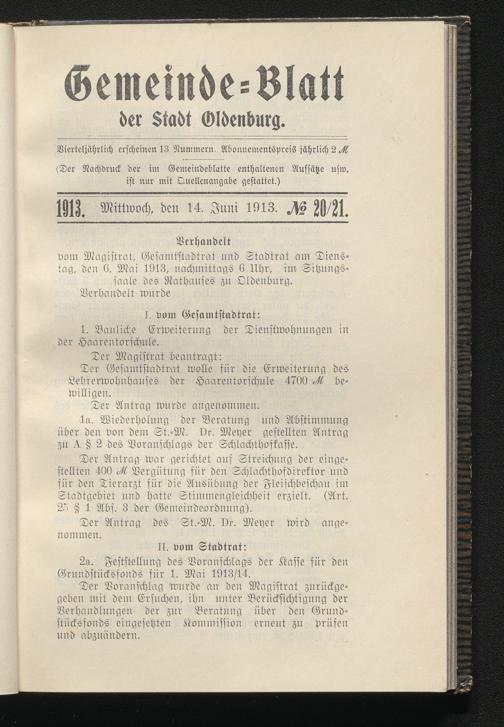 Gemeinde=Blatt
der Stadt Oldenburg.
Vierteljährlich erscheinen 13 Nummern. Abonnementspreis jährlich 2 ℳ
(Der Nachdruck der im Gemeindeblatte enthaltenen Aufsätze usw.
ist nur mit Quellenangabe gestattet.)
1913. Mittwoch, den 14. Juni 1913. № 20/21.
Verhandelt
vom Magistrat, Gesamtstadtrat und Stadtrat am Diens-
tag, den 6. Mai 1913, nachmittags 6 Uhr, im Sitzungs-
saale des Rathauses zu Oldenburg.
Verhandelt wurde
I. vom Gesamtstadtrat:
1. Bauliche Erweiterung der Dienstwohnungen in
der Haarentorschule.
Der Magistrat beantragt:
Der Gesamtstadtrat wolle für die Erweiterung des
Lehrerwohnhauses der Haarentorschule 4700 ℳ be-
willigen.
Der Antrag wurde angenommen.
1a. Wiederholung der Beratung und Abstimmung
über den von dem St.-M. Dr. Meyer gestellten Antrag
zu A § 2 des Voranschlags der Schlachthofkasse.
Der Antrag war gerichtet auf Streichung der einge-
stellten 400 ℳ Vergütung für den Schlachthofdirektor und
für den Tierarzt für die Ausübung der Fleischbeschau im
Stadtgebiet und hatte Stimmengleichheit erzielt. (Art.
25 § 1 Abs. 3 der Gemeindeordnung).
Der Antrag des St.-M. Dr. Meyer wird ange-
nommen.
II. vom Stadtrat:
2a. Feststellung des Voranschlags der Kasse für den
Grundstücksfonds für 1. Mai 1913/14.
Der Voranschlag wurde an den Magistrat zurückge-
geben mit dem Ersuchen, ihn unter Berücksichtigung der
Verhandlungen der zur Beratung über den Grund-
stücksfonds eingesetzten Kommission erneut zu prüfen
und abzuändern.